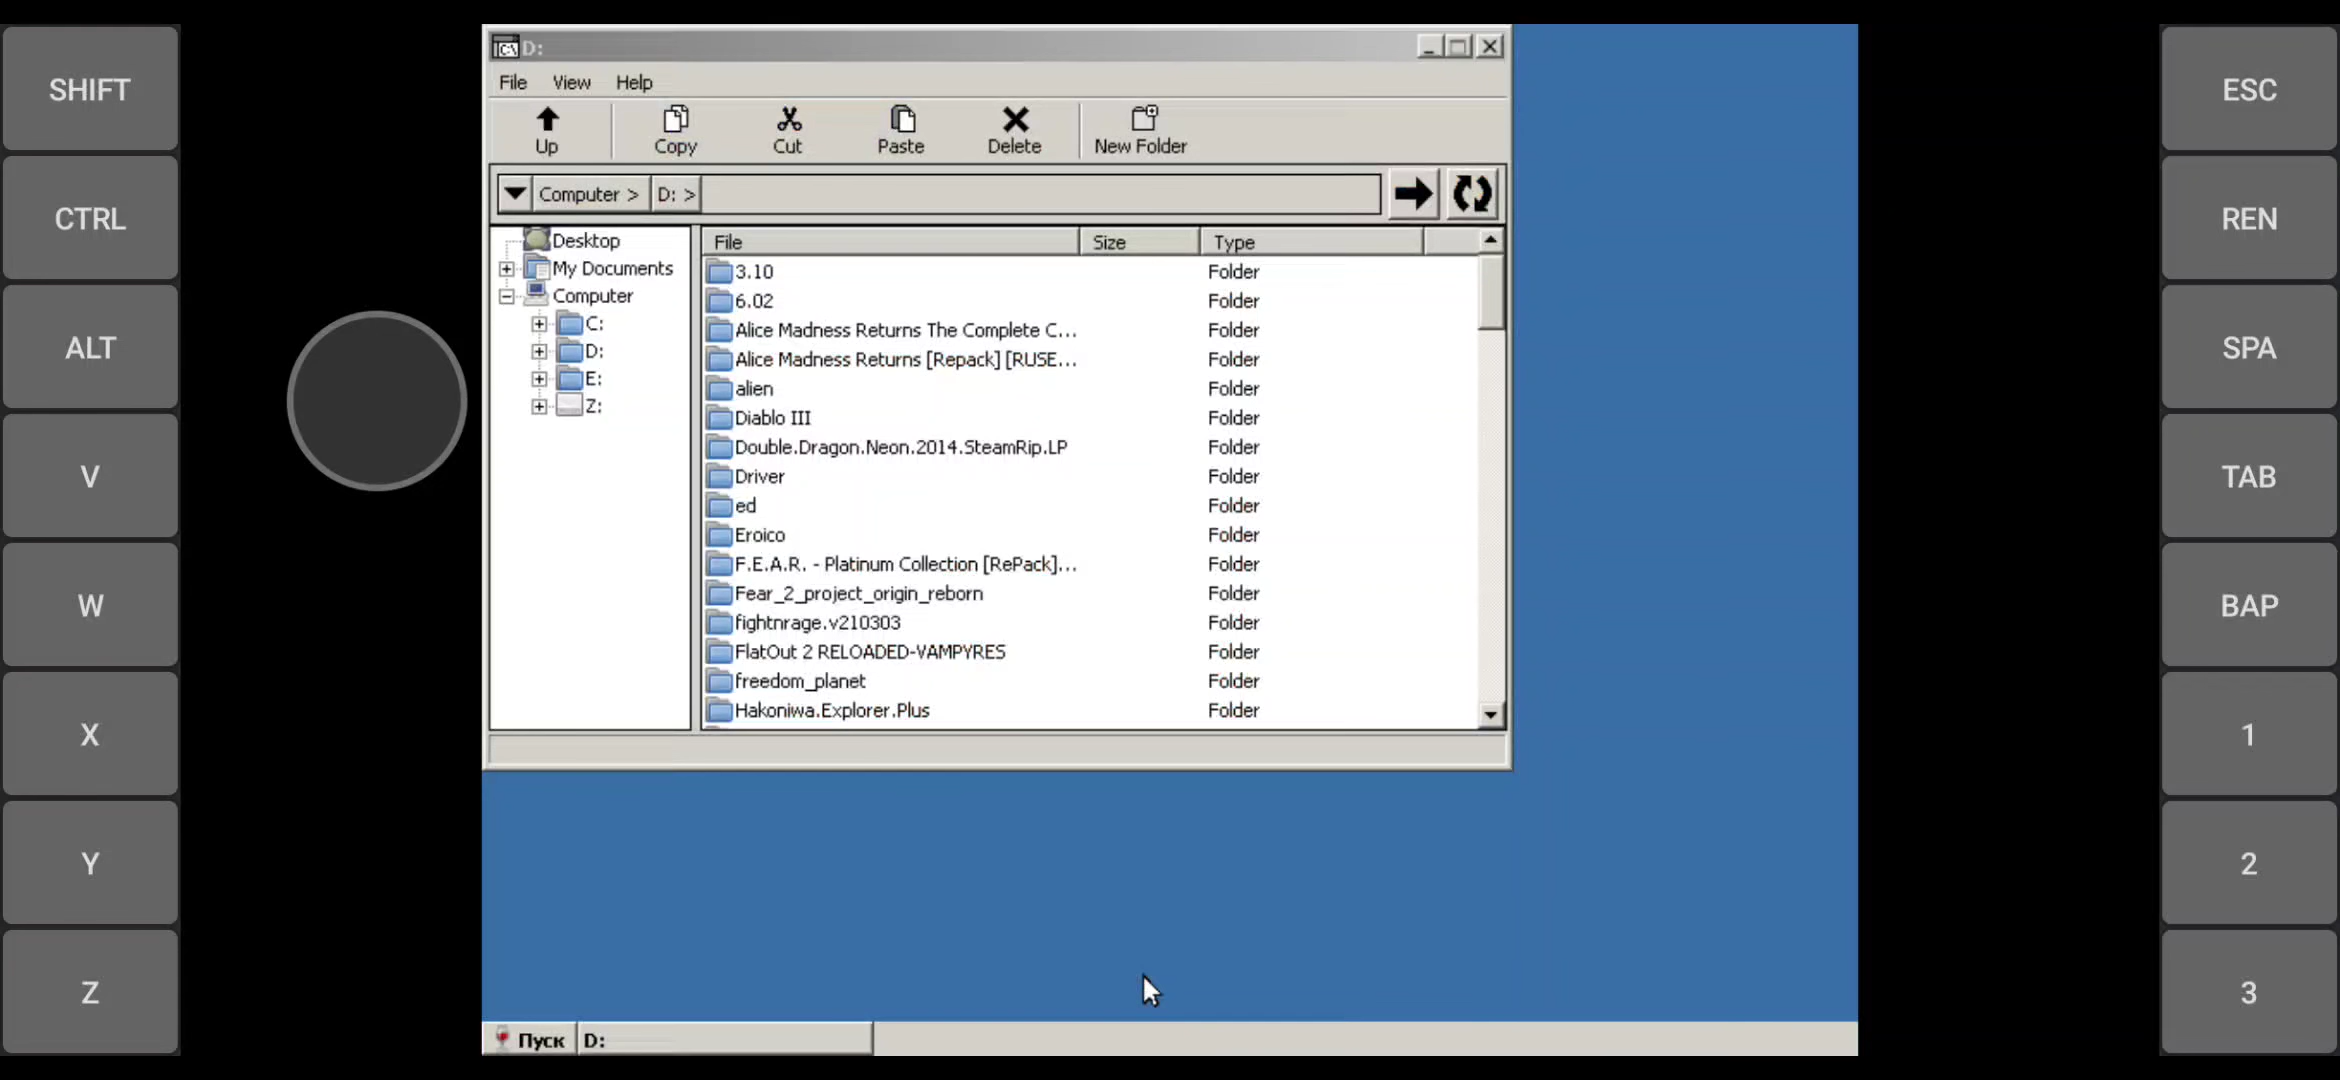 SHIFT
CTRL
ALT
V
W
X
Y
Z
D:
File View Help
Up Copy Cut Paste Delete New Folder
Computer > D: >
Desktop
My Documents
Computer
C:
D:
E:
Z:
File Size Type
3.10 Folder
6.02 Folder
Alice Madness Returns The Complete C... Folder
Alice Madness Returns [Repack] [RUSE... Folder
alien Folder
Diablo III Folder
Double.Dragon.Neon.2014.SteamRip.LP Folder
Driver Folder
ed Folder
Eroico Folder
F.E.A.R. - Platinum Collection [RePack]... Folder
Fear_2_project_origin_reborn Folder
fightnrage.v210303 Folder
FlatOut 2 RELOADED-VAMPYRES Folder
freedom_planet Folder
Hakoniwa.Explorer.Plus Folder
Пуск D:
ESC
REN
SPA
TAB
BAP
1
2
3